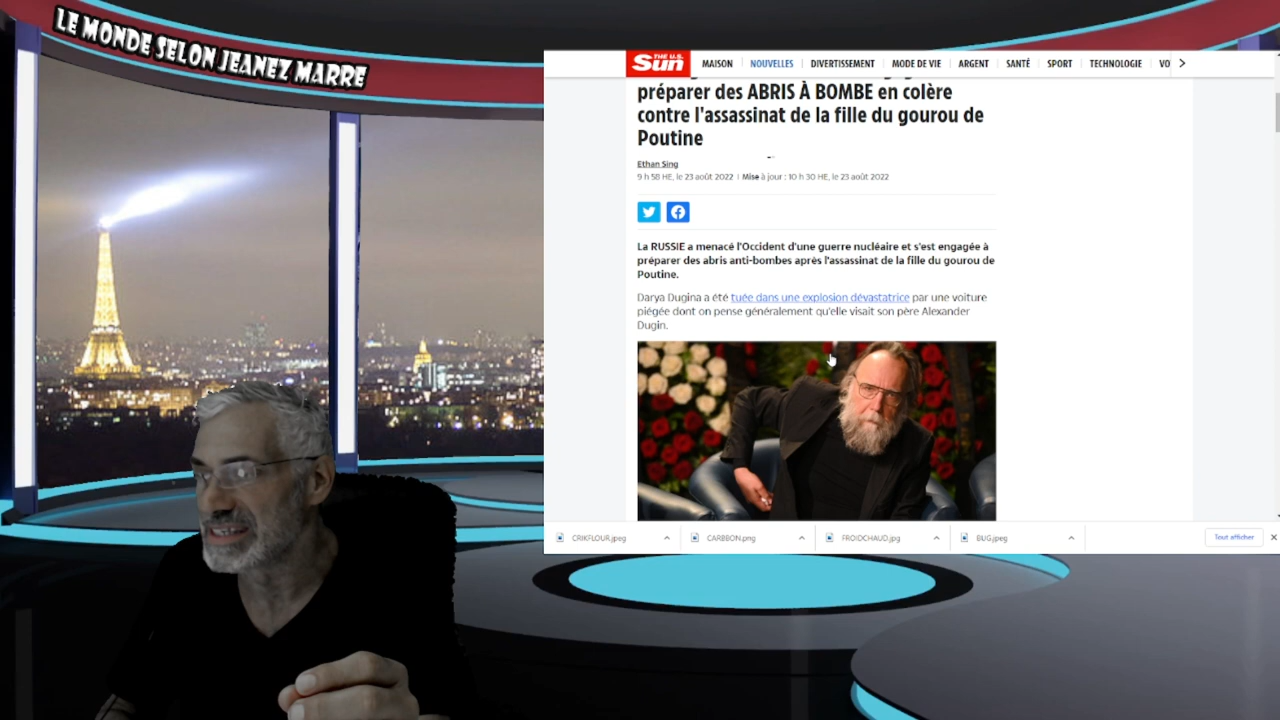 LE MONDE SELON JEANEZ MARRE
THE U.S. Sun
MAISON NOUVELLES DIVERTISSEMENT MODE DE VIE ARGENT SANTÉ SPORT TECHNOLOGIE VO
préparer des ABRIS À BOMBE en colère
contre l'assassinat de la fille du gourou de
Poutine
Ethan Sing
9 h 58 HE, le 23 août 2022 | Mise à jour : 10 h 30 HE, le 23 août 2022
La RUSSIE a menacé l'Occident d'une guerre nucléaire et s'est engagée à
préparer des abris anti-bombes après l'assassinat de la fille du gourou de
Poutine.
Darya Dugina a été tuée dans une explosion dévastatrice par une voiture
piégée dont on pense généralement qu'elle visait son père Alexander
Dugin.
CRIKFLOUR.jpeg CARBBON.png FROIDCHAUD.jpg BUG.jpeg Tout afficher